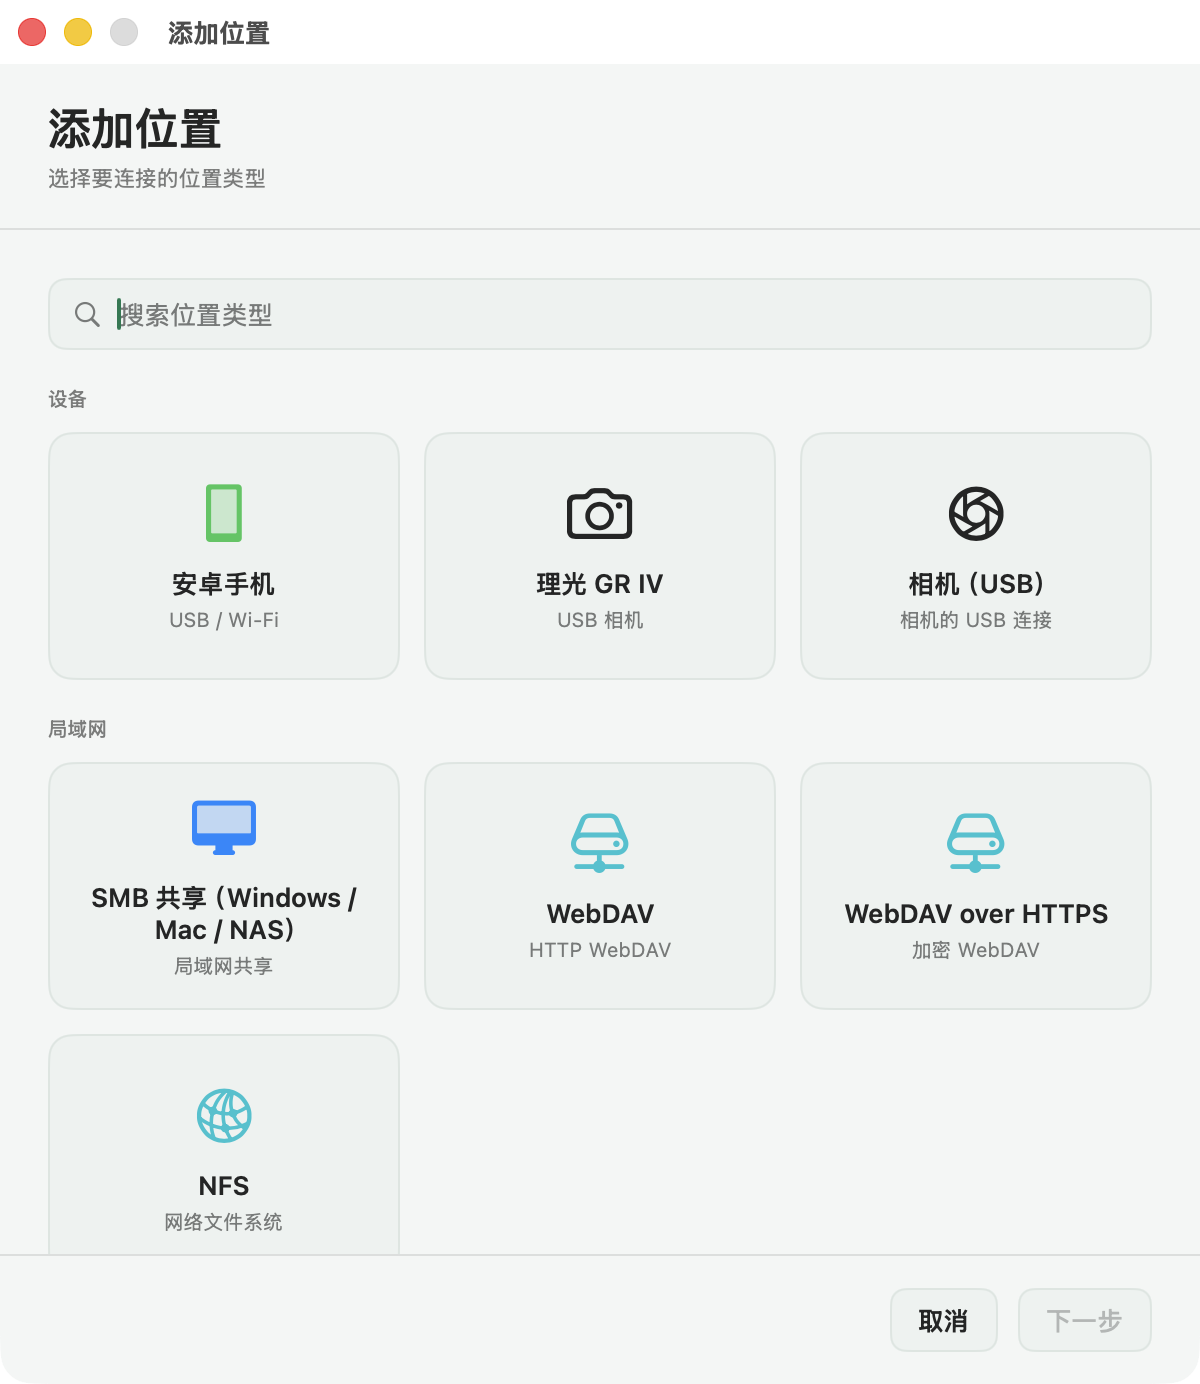 添加位置
添加位置
选择要连接的位置类型
搜索位置类型
设备
安卓手机
USB / Wi-Fi
理光 GR IV
USB 相机
相机（USB）
相机的 USB 连接
局域网
SMB 共享（Windows /
Mac / NAS）
局域网共享
WebDAV
HTTP WebDAV
WebDAV over HTTPS
加密 WebDAV
NFS
网络文件系统
取消
下一步